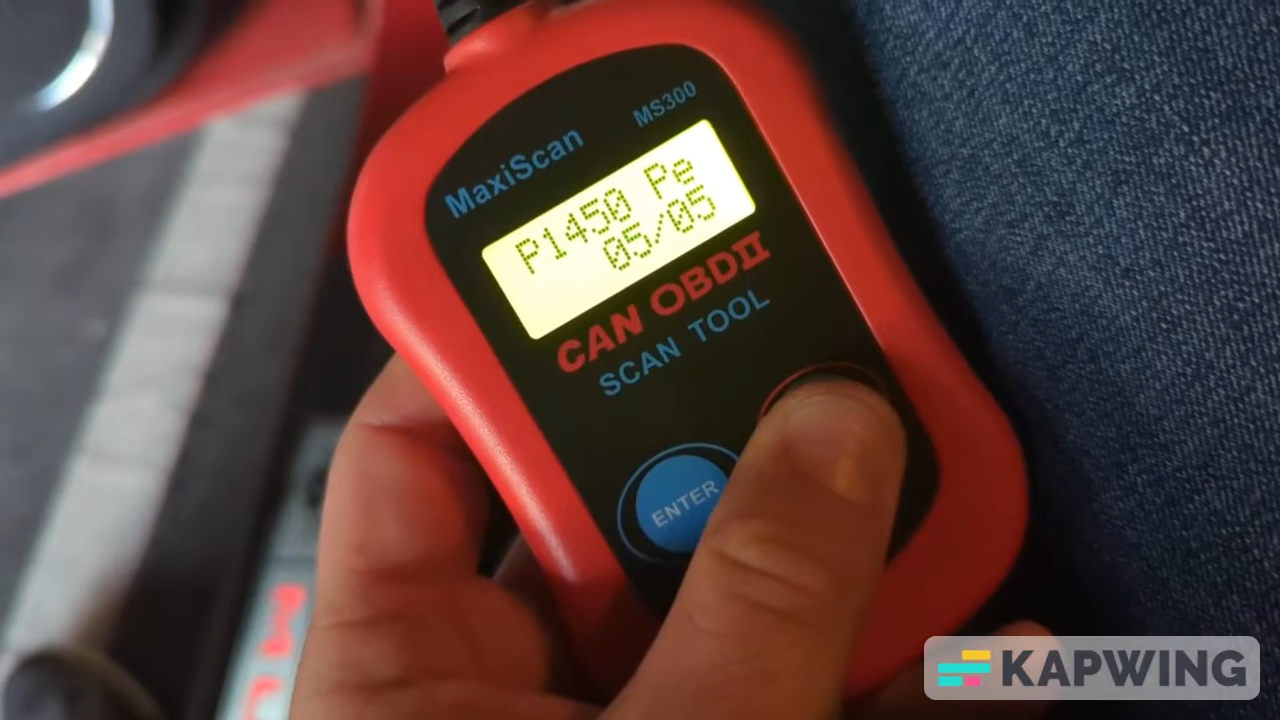 MaxiScan MS300
P1450 Pe
05/05
CAN OBDII
SCAN TOOL
ENTER
KAPWING